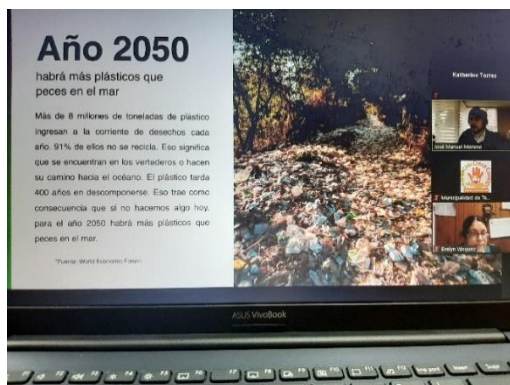 Año 2050
habrá más plásticos que
peces en el mar
Más de 8 millones de toneladas de plástico
ingresan a la corriente de desechos cada
año. 91% de ellos no se recicla. Eso significa
que se encuentran en los vertederos o hacen
su camino hacia el océano. El plástico tarda
400 años en descomponerse. Eso trae como
consecuencia que si no hacemos algo hoy,
para el año 2050 habrá más plásticos que
peces en el mar.
*Fuente: World Economic Forum
Katherine Torres
José Manuel Moreno
Municipalidad de Te...
Evelyn Vásquez
ASUS VivoBook